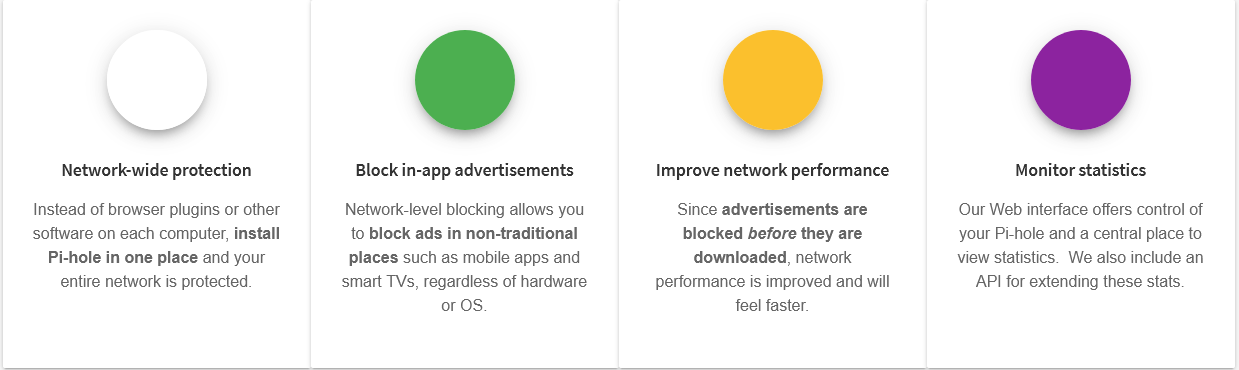 Network-wide protection
Instead of browser plugins or other
software on each computer, install
Pi-hole in one place and your
entire network is protected.
Block in-app advertisements
Network-level blocking allows you
to block ads in non-traditional
places such as mobile apps and
smart TVs, regardless of hardware
or OS.
Improve network performance
Since advertisements are
blocked before they are
downloaded, network
performance is improved and will
feel faster.
Monitor statistics
Our Web interface offers control of
your Pi-hole and a central place to
view statistics.  We also include an
API for extending these stats.